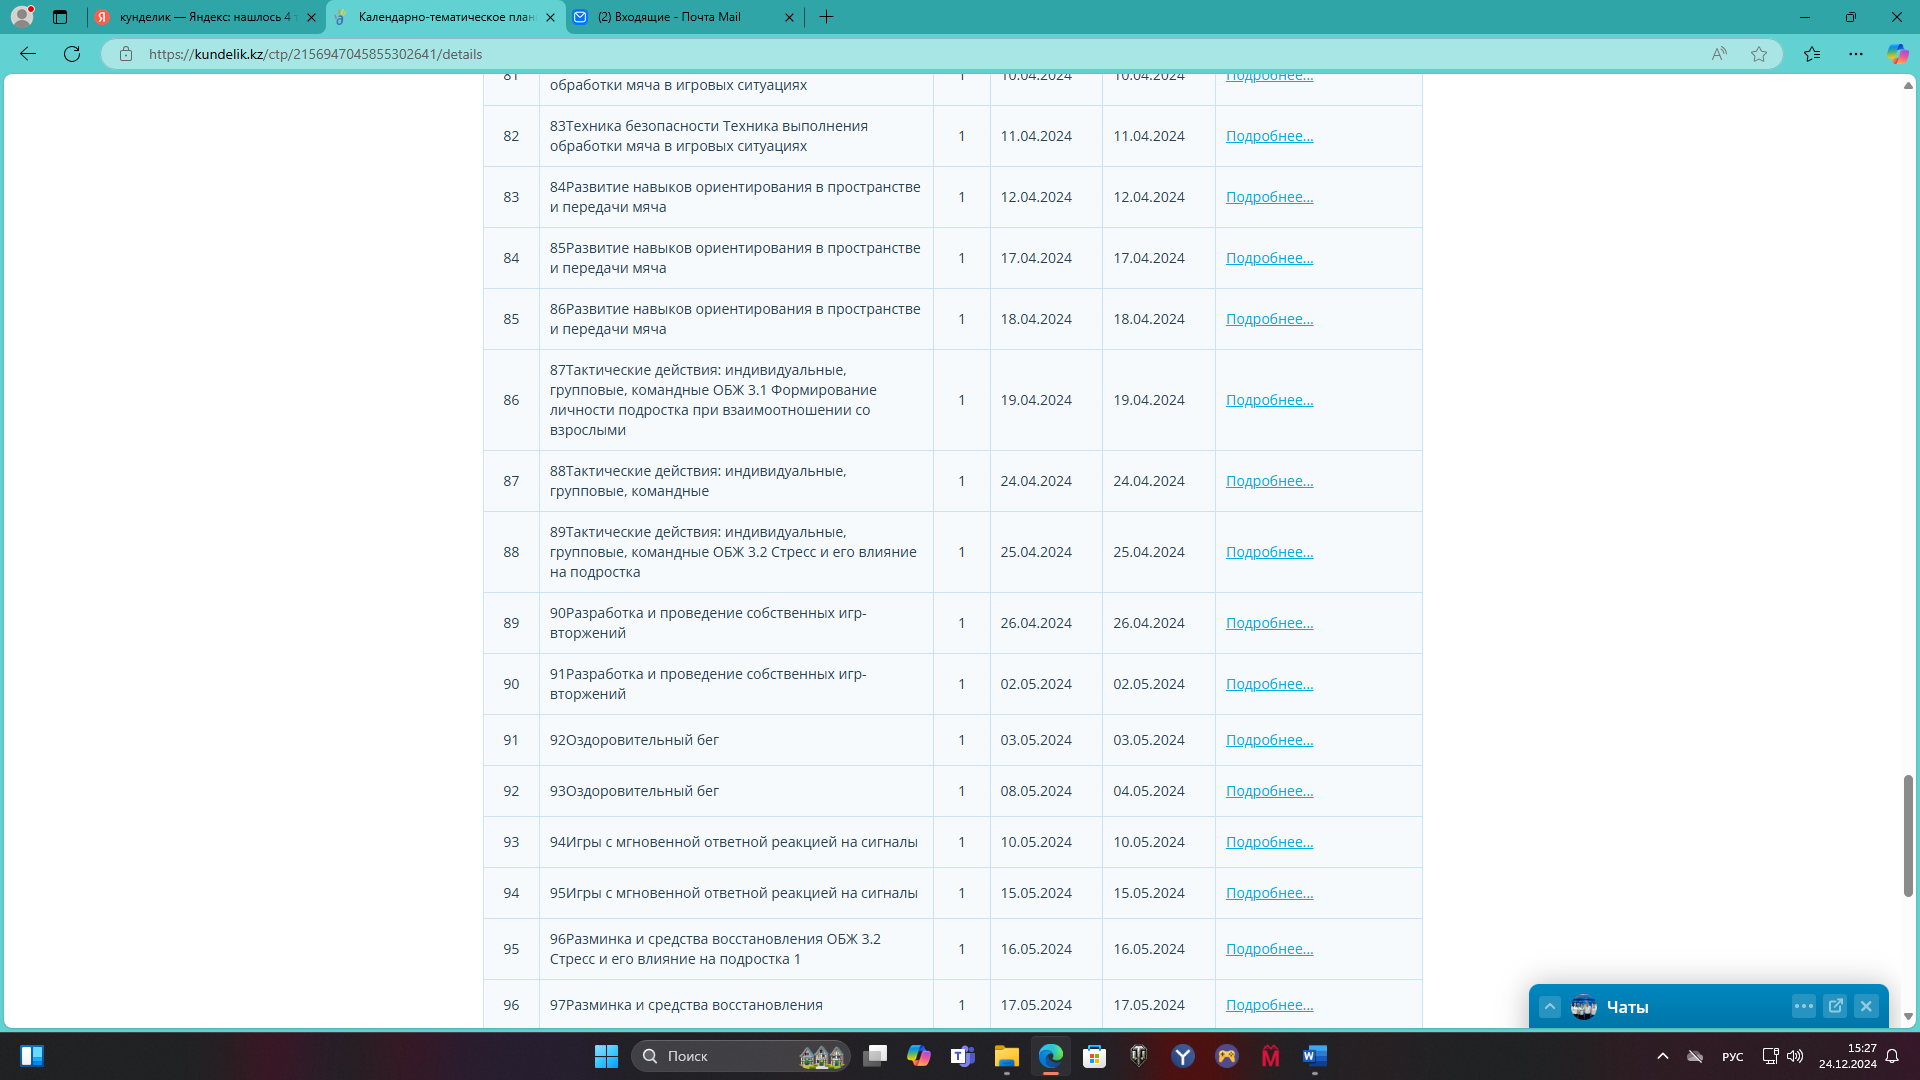 кунделик — Яндекс: нашлось 4
Календарно-тематическое план
(2) Входящие - Почта Mail
https://kundelik.kz/ctp/2156947045855302641/details
81 обработки мяча в игровых ситуациях 1 10.04.2024 10.04.2024 Подробнее...
82 83Техника безопасности Техника выполнения обработки мяча в игровых ситуациях 1 11.04.2024 11.04.2024 Подробнее...
83 84Развитие навыков ориентирования в пространстве и передачи мяча 1 12.04.2024 12.04.2024 Подробнее...
84 85Развитие навыков ориентирования в пространстве и передачи мяча 1 17.04.2024 17.04.2024 Подробнее...
85 86Развитие навыков ориентирования в пространстве и передачи мяча 1 18.04.2024 18.04.2024 Подробнее...
86 87Тактические действия: индивидуальные, групповые, командные ОБЖ 3.1 Формирование личности подростка при взаимоотношении со взрослыми 1 19.04.2024 19.04.2024 Подробнее...
87 88Тактические действия: индивидуальные, групповые, командные 1 24.04.2024 24.04.2024 Подробнее...
88 89Тактические действия: индивидуальные, групповые, командные ОБЖ 3.2 Стресс и его влияние на подростка 1 25.04.2024 25.04.2024 Подробнее...
89 90Разработка и проведение собственных игр-вторжений 1 26.04.2024 26.04.2024 Подробнее...
90 91Разработка и проведение собственных игр-вторжений 1 02.05.2024 02.05.2024 Подробнее...
91 92Оздоровительный бег 1 03.05.2024 03.05.2024 Подробнее...
92 93Оздоровительный бег 1 08.05.2024 04.05.2024 Подробнее...
93 94Игры с мгновенной ответной реакцией на сигналы 1 10.05.2024 10.05.2024 Подробнее...
94 95Игры с мгновенной ответной реакцией на сигналы 1 15.05.2024 15.05.2024 Подробнее...
95 96Разминка и средства восстановления ОБЖ 3.2 Стресс и его влияние на подростка 1 1 16.05.2024 16.05.2024 Подробнее...
96 97Разминка и средства восстановления 1 17.05.2024 17.05.2024 Подробнее...
Чаты
Поиск
РУС
15:27
24.12.2024